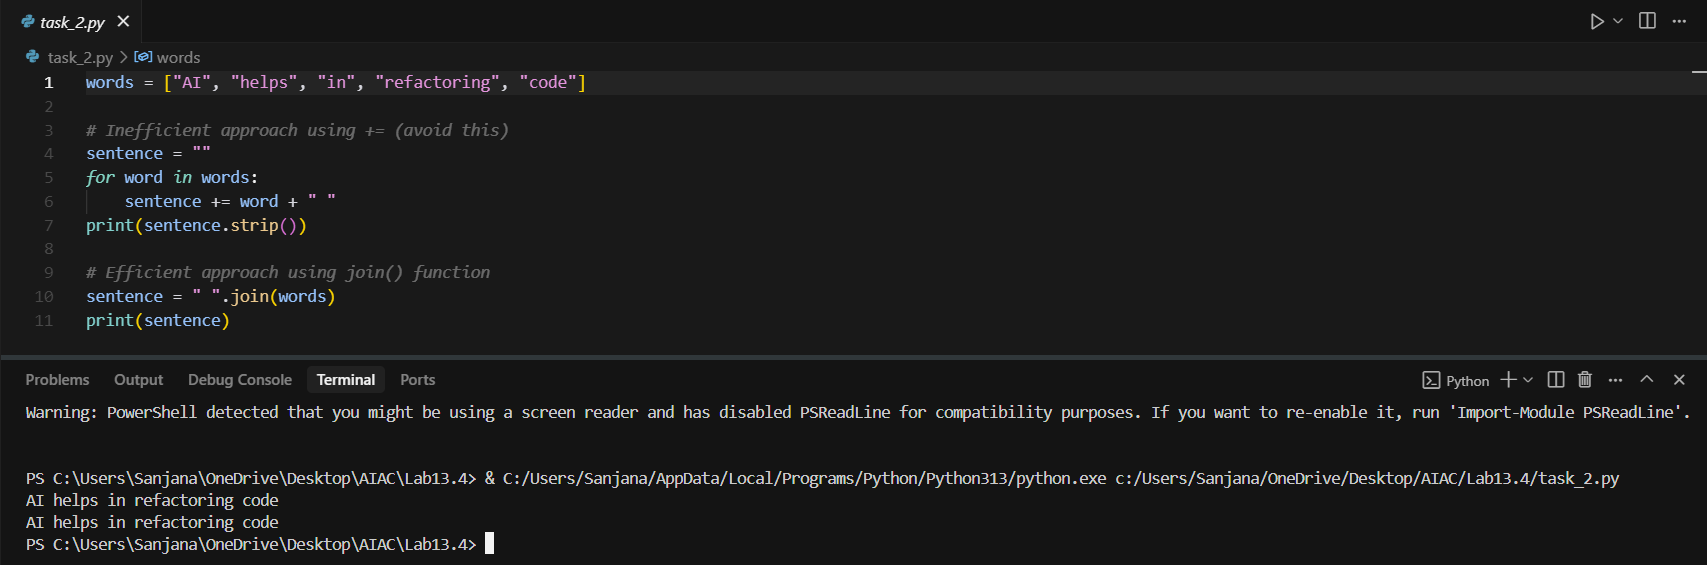 task_2.py
task_2.py > words
1 words = ["AI", "helps", "in", "refactoring", "code"]
2
3 # Inefficient approach using += (avoid this)
4 sentence = ""
5 for word in words:
6     sentence += word + " "
7 print(sentence.strip())
8
9 # Efficient approach using join() function
10 sentence = " ".join(words)
11 print(sentence)
Problems Output Debug Console Terminal Ports Python
Warning: PowerShell detected that you might be using a screen reader and has disabled PSReadLine for compatibility purposes. If you want to re-enable it, run 'Import-Module PSReadLine'.
PS C:\Users\Sanjana\OneDrive\Desktop\AIAC\Lab13.4> & C:/Users/Sanjana/AppData/Local/Programs/Python/Python313/python.exe c:/Users/Sanjana/OneDrive/Desktop/AIAC/Lab13.4/task_2.py
AI helps in refactoring code
AI helps in refactoring code
PS C:\Users\Sanjana\OneDrive\Desktop\AIAC\Lab13.4>